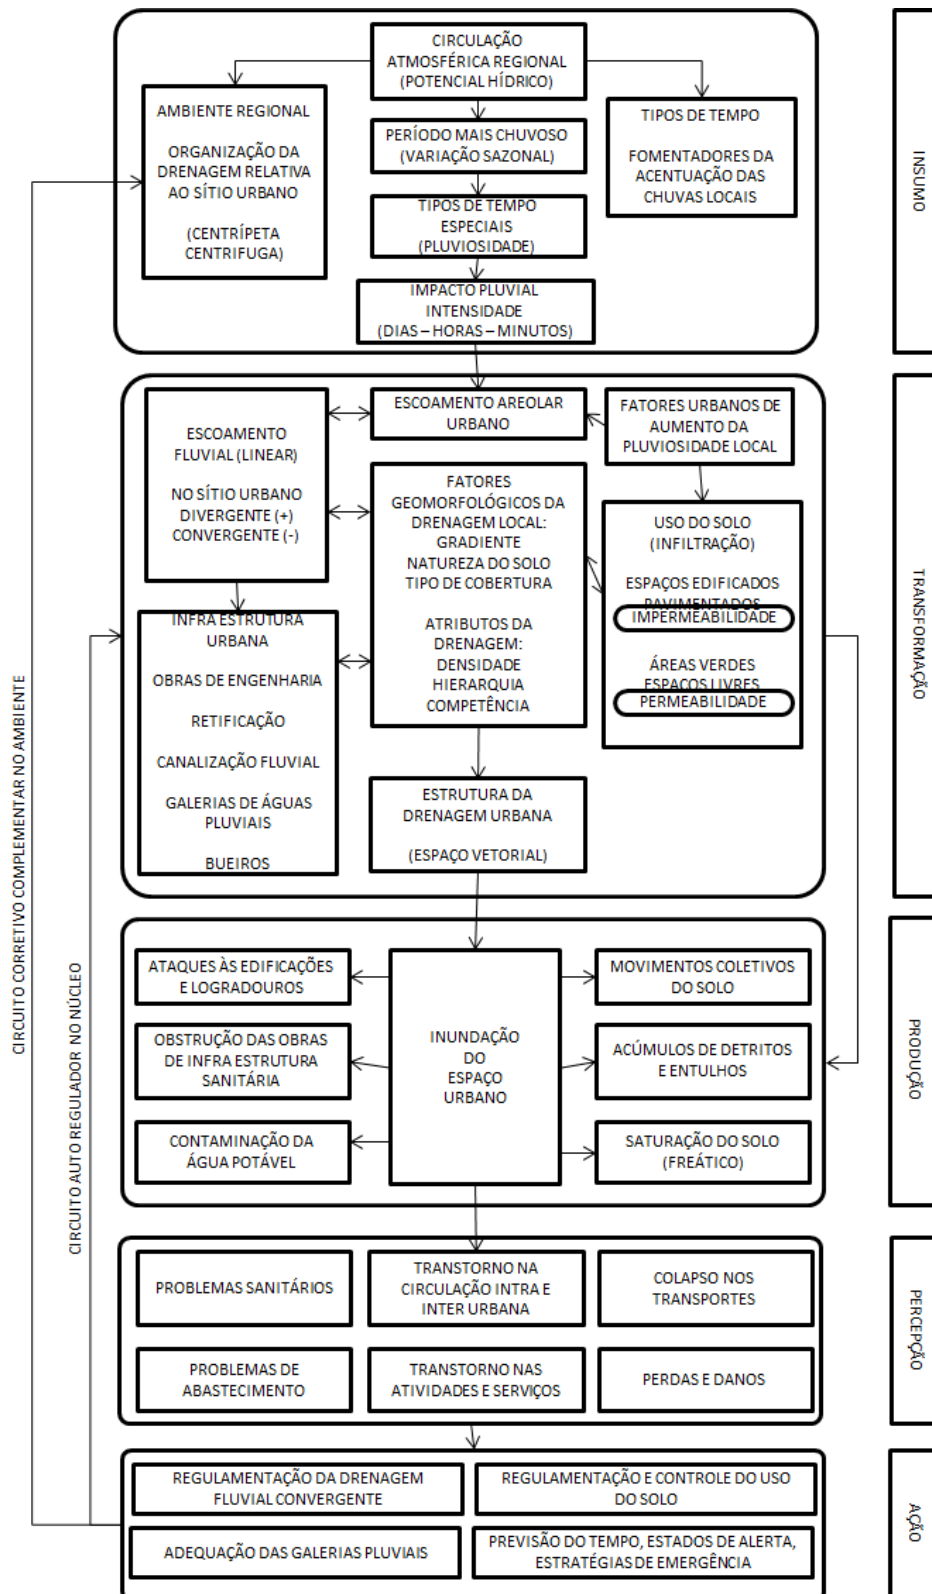 CIRCULAÇÃO
ATMOSFÉRICA REGIONAL
(POTENCIAL HÍDRICO)
AMBIENTE REGIONAL
ORGANIZAÇÃO DA
DRENAGEM RELATIVA
AO SÍTIO URBANO
(CENTRÍPETA
CENTRIFUGA)
PERÍODO MAIS CHUVOSO
(VARIAÇÃO SAZONAL)
TIPOS DE TEMPO
ESPECIAIS
(PLUVIOSIDADE)
IMPACTO PLUVIAL
INTENSIDADE
(DIAS – HORAS – MINUTOS)
TIPOS DE TEMPO
FOMENTADORES DA
ACENTUAÇÃO DAS
CHUVAS LOCAIS
INSUMO
ESCOAMENTO
FLUVIAL (LINEAR)
NO SÍTIO URBANO
DIVERGENTE (+)
CONVERGENTE (-)
ESCOAMENTO AREOLAR
URBANO
FATORES URBANOS DE
AUMENTO DA
PLUVIOSIDADE LOCAL
FATORES
GEOMORFOLÓGICOS DA
DRENAGEM LOCAL:
GRADIENTE
NATUREZA DO SOLO
TIPO DE COBERTURA
ATRIBUTOS DA
DRENAGEM:
DENSIDADE
HIERARQUIA
COMPETÊNCIA
USO DO SOLO
(INFILTRAÇÃO)
ESPAÇOS EDIFICADOS
PAVIMENTADOS
IMPERMEABILIDADE
ÁREAS VERDES
ESPAÇOS LIVRES
PERMEABILIDADE
INFRA ESTRUTURA
URBANA
OBRAS DE ENGENHARIA
RETIFICAÇÃO
CANALIZAÇÃO FLUVIAL
GALERIAS DE ÁGUAS
PLUVIAIS
BUEIROS
ESTRUTURA DA
DRENAGEM URBANA
(ESPAÇO VETORIAL)
TRANSFORMAÇÃO
ATAQUES ÀS EDIFICAÇÕES
E LOGRADOUROS
OBSTRUÇÃO DAS OBRAS
DE INFRA ESTRUTURA
SANITÁRIA
CONTAMINAÇÃO DA
ÁGUA POTÁVEL
INUNDAÇÃO
DO
ESPAÇO
URBANO
MOVIMENTOS COLETIVOS
DO SOLO
ACÚMULOS DE DETRITOS
E ENTULHOS
SATURAÇÃO DO SOLO
(FREÁTICO)
PRODUÇÃO
PROBLEMAS SANITÁRIOS
TRANSTORNO NA
CIRCULAÇÃO INTRA E
INTER URBANA
COLAPSO NOS
TRANSPORTES
PROBLEMAS DE
ABASTECIMENTO
TRANSTORNO NAS
ATIVIDADES E SERVIÇOS
PERDAS E DANOS
PERCEPÇÃO
REGULAMENTAÇÃO DA DRENAGEM
FLUVIAL CONVERGENTE
REGULAMENTAÇÃO E CONTROLE DO USO
DO SOLO
ADEQUAÇÃO DAS GALERIAS PLUVIAIS
PREVISÃO DO TEMPO, ESTADOS DE ALERTA,
ESTRATÉGIAS DE EMERGÊNCIA
AÇÃO
CIRCUITO CORRETIVO COMPLEMENTAR NO AMBIENTE
CIRCUITO AUTO REGULADOR NO NÚCLEO